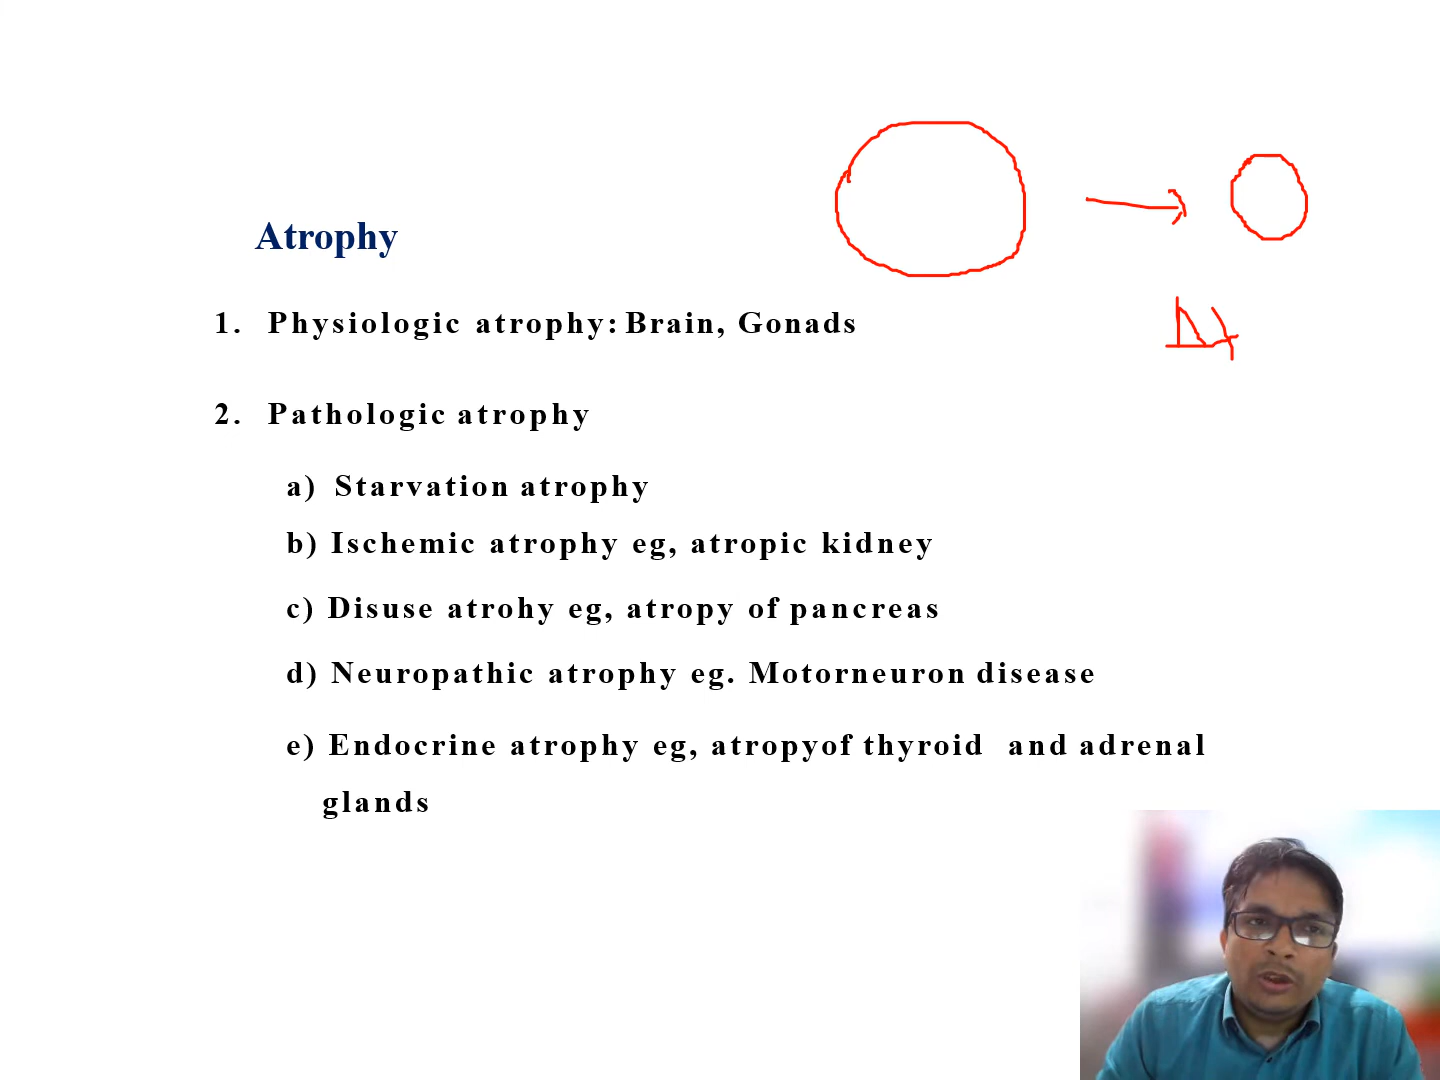 Atrophy
1. Physiologic atrophy: Brain, Gonads
2. Pathologic atrophy
a) Starvation atrophy
b) Ischemic atrophy eg, atropic kidney
c) Disuse atrohy eg, atropy of pancreas
d) Neuropathic atrophy eg. Motorneuron disease
e) Endocrine atrophy eg, atropyof thyroid and adrenal
glands